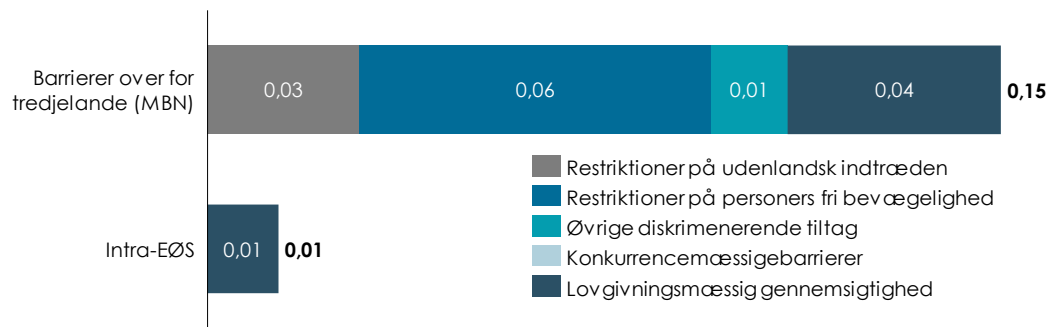 Barrierer over for
tredjelande (MBN)
0,03
0,06
0,01
0,04
0,15
Restriktioner på udenlandsk indtræden
Restriktioner på personers fri bevægelighed
Øvrige diskrimenerende tiltag
Konkurrencemæssigebarrierer
Lovgivningsmæssig gennemsigtighed
Intra-EØS
0,01
0,01